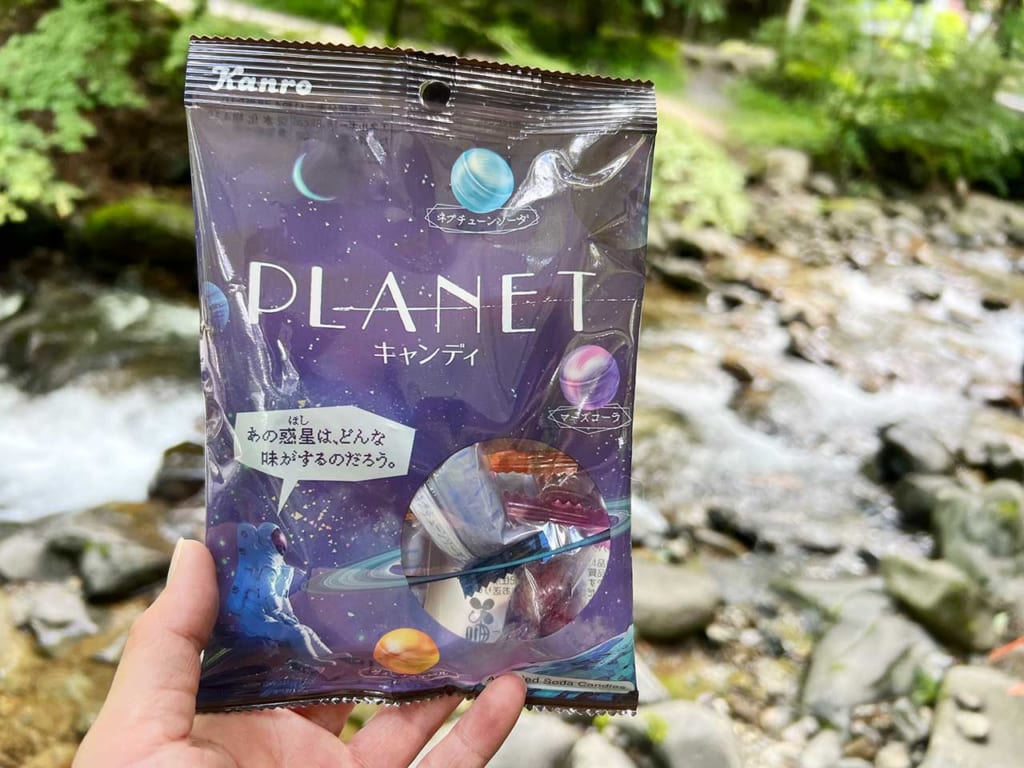 Kanro
ネプチューンソーダ
PLANET
キャンディ
マーズコーラ
ほし
あの惑星は、どんな
味がするのだろう。
Soda Candies